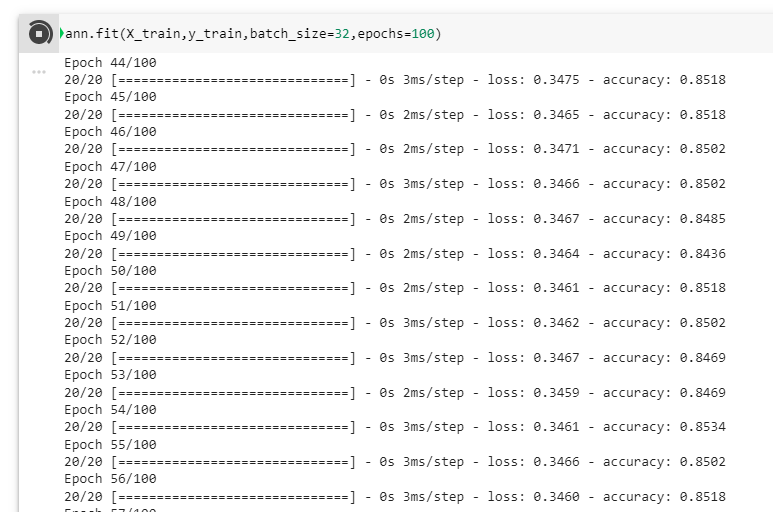 ann.fit(X_train,y_train,batch_size=32,epochs=100)
Epoch 44/100
20/20 [==============================] - 0s 3ms/step - loss: 0.3475 - accuracy: 0.8518
Epoch 45/100
20/20 [==============================] - 0s 2ms/step - loss: 0.3465 - accuracy: 0.8518
Epoch 46/100
20/20 [==============================] - 0s 2ms/step - loss: 0.3471 - accuracy: 0.8502
Epoch 47/100
20/20 [==============================] - 0s 3ms/step - loss: 0.3466 - accuracy: 0.8502
Epoch 48/100
20/20 [==============================] - 0s 2ms/step - loss: 0.3467 - accuracy: 0.8485
Epoch 49/100
20/20 [==============================] - 0s 2ms/step - loss: 0.3464 - accuracy: 0.8436
Epoch 50/100
20/20 [==============================] - 0s 2ms/step - loss: 0.3461 - accuracy: 0.8518
Epoch 51/100
20/20 [==============================] - 0s 3ms/step - loss: 0.3462 - accuracy: 0.8502
Epoch 52/100
20/20 [==============================] - 0s 3ms/step - loss: 0.3467 - accuracy: 0.8469
Epoch 53/100
20/20 [==============================] - 0s 2ms/step - loss: 0.3459 - accuracy: 0.8469
Epoch 54/100
20/20 [==============================] - 0s 3ms/step - loss: 0.3461 - accuracy: 0.8534
Epoch 55/100
20/20 [==============================] - 0s 3ms/step - loss: 0.3466 - accuracy: 0.8502
Epoch 56/100
20/20 [==============================] - 0s 3ms/step - loss: 0.3460 - accuracy: 0.8518
Epoch 57/100